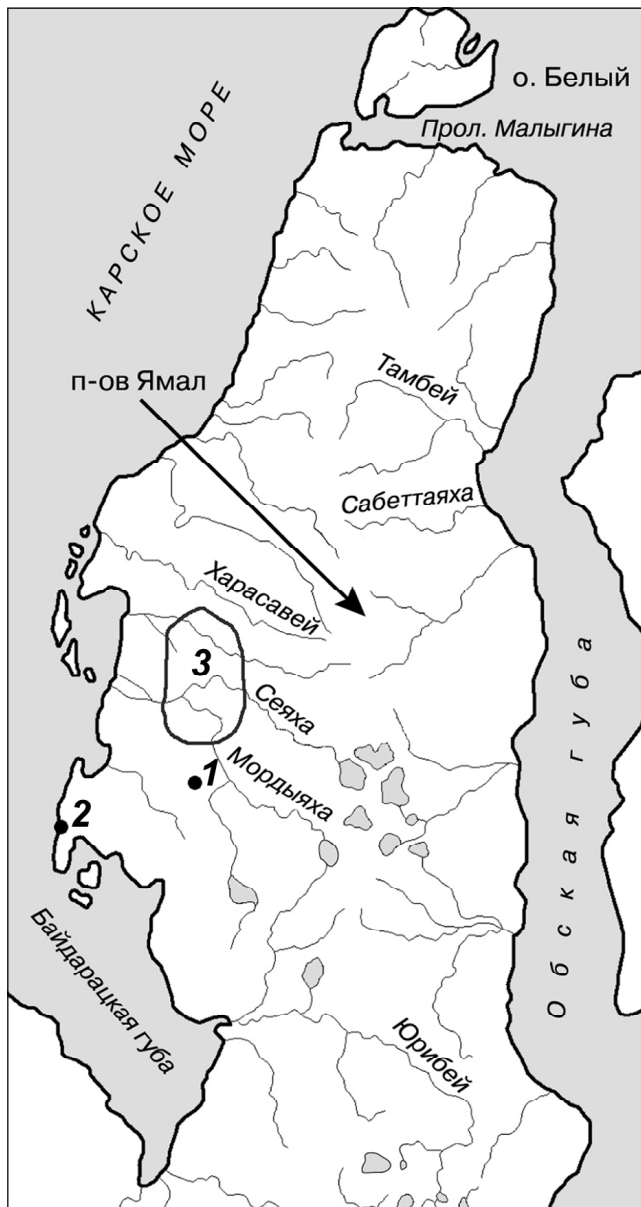 о. Белый
Прол. Малыгина
КАРСКОЕ МОРЕ
п-ов Ямал
Тамбей
Сабеттаяха
Харасавей
3
Сеяха
Мордыяха
1
2
Обская губа
Байдарацкая губа
Юрибей